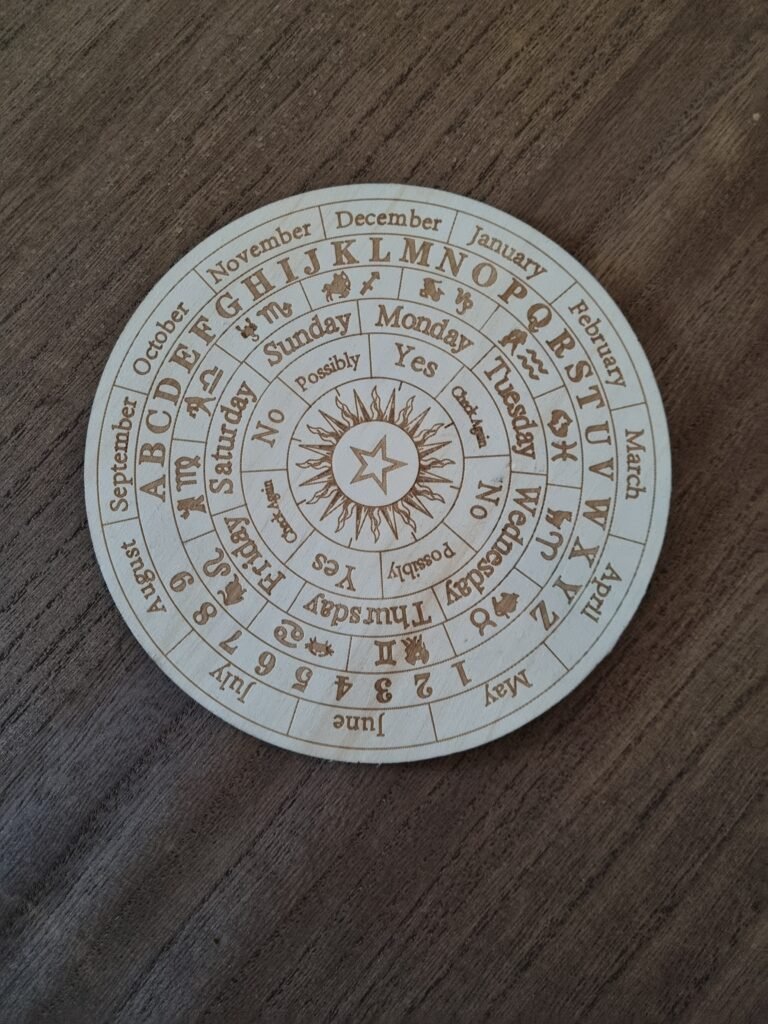 December
January
February
March
April
May
June
July
August
September
October
November
A B C D E F G H I J K L M N O P Q R S T U V W X Y Z
1 2 3 4 5 6 7 8 9
♐ ♑ ♒ ♓ ♈ ♉ ♊ ♋ ♌ ♍ ♎ ♏
Sunday
Monday
Tuesday
Wednesday
Thursday
Friday
Saturday
Possibly
Yes
Check Again
No
Possibly
Yes
Check Again
No